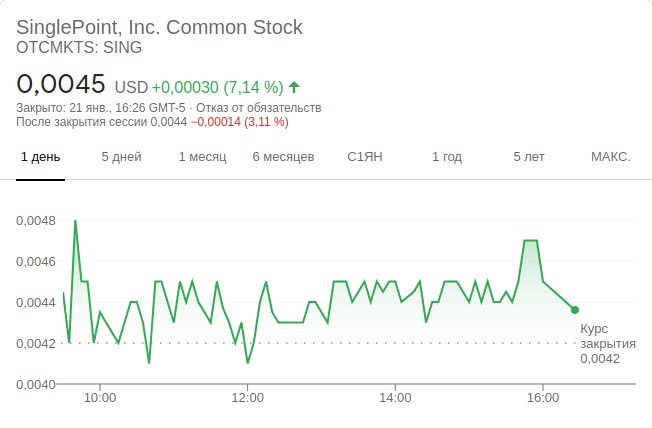 SinglePoint, Inc. Common Stock
OTCMKTS: SING
0,0045 USD +0,00030 (7,14 %) ↑
Закрыто: 21 янв., 16:26 GMT-5 · Отказ от обязательств
После закрытия сессии 0,0044 −0,00014 (3,11 %)
1 день 5 дней 1 месяц 6 месяцев С1ЯН 1 год 5 лет МАКС.
0,0048
0,0046
0,0044
0,0042
0,0040
Курс
закрытия
0,0042
10:00 12:00 14:00 16:00